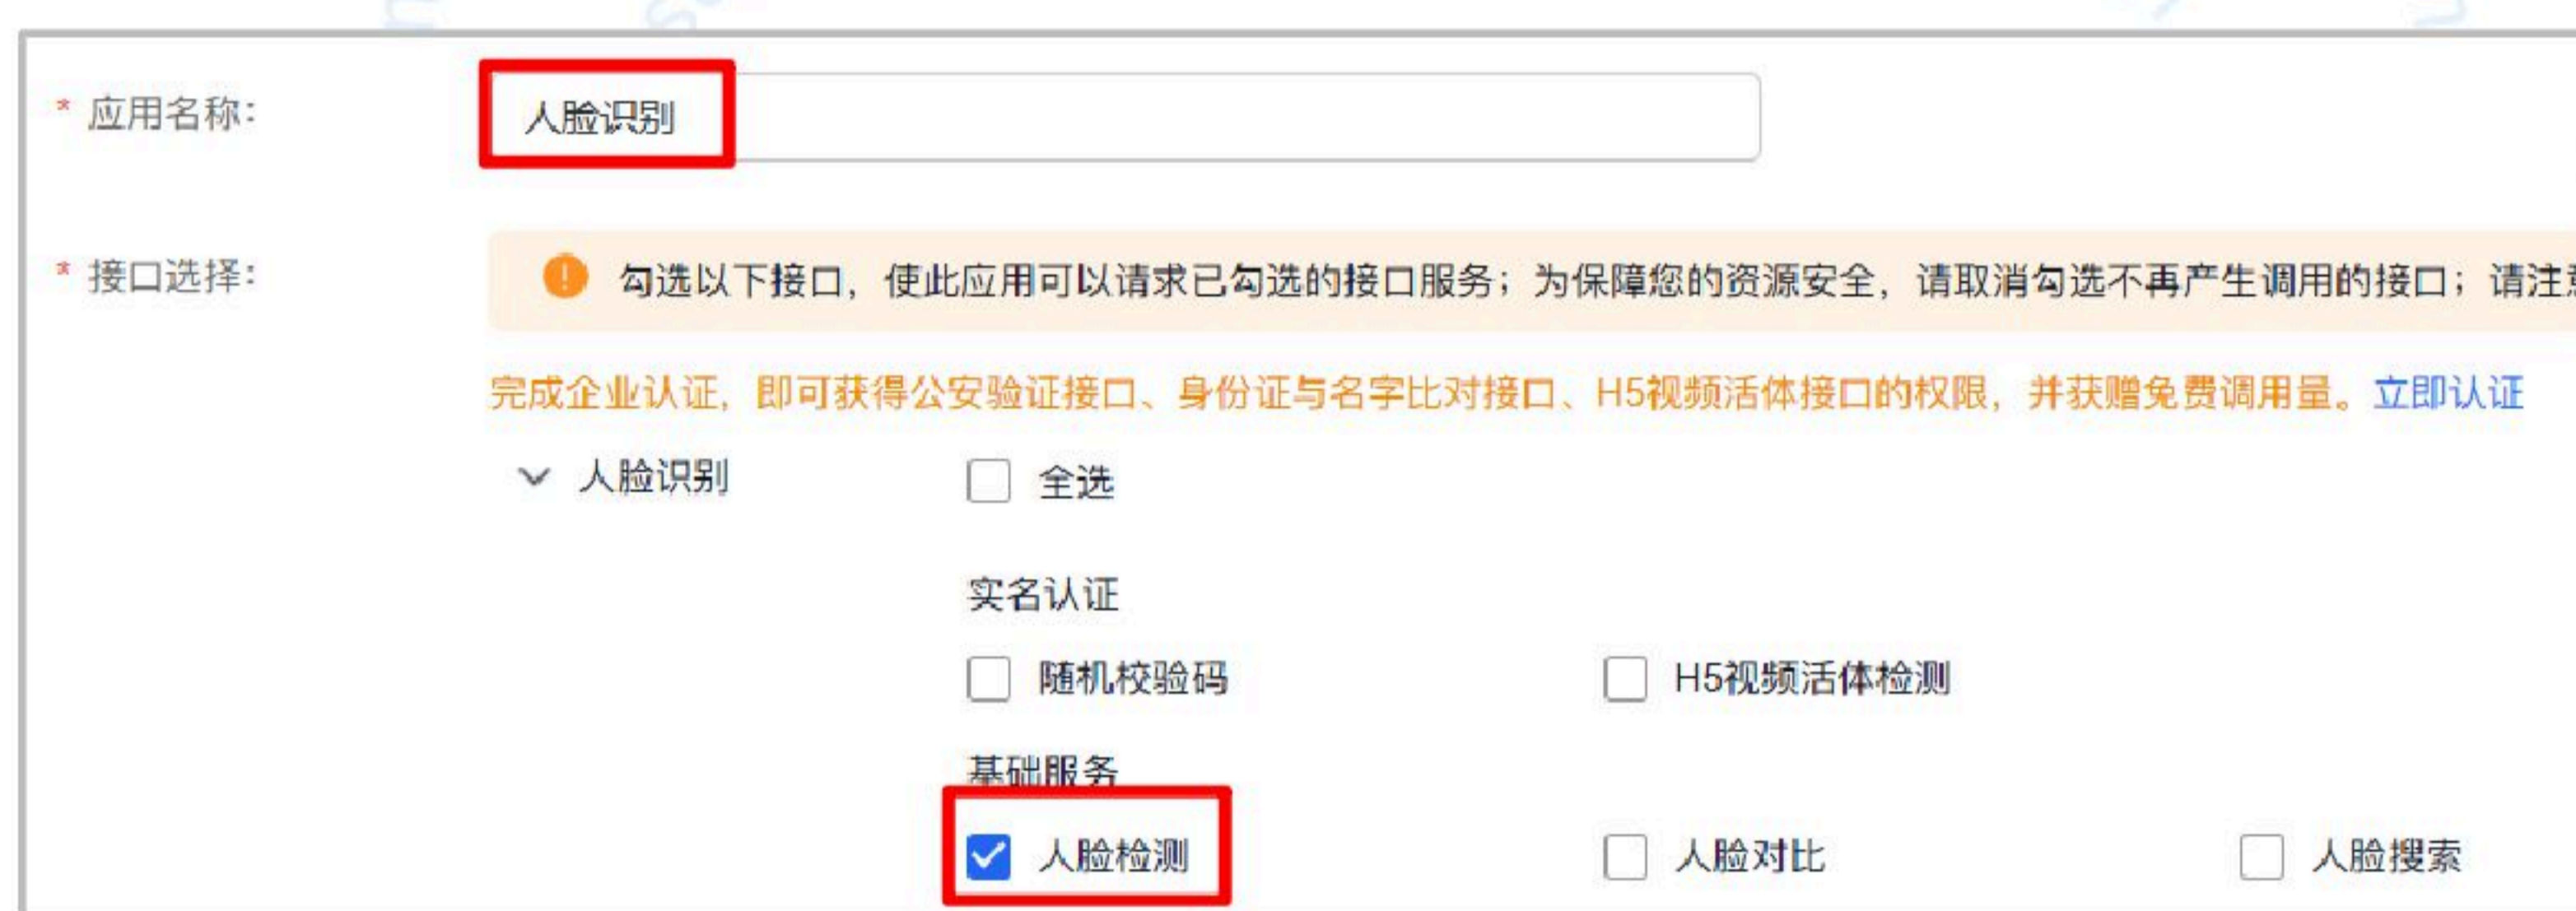 * 应用名称：
人脸识别
* 接口选择：
勾选以下接口，使此应用可以请求已勾选的接口服务；为保障您的资源安全，请取消勾选不再产生调用的接口；请注
完成企业认证，即可获得公安验证接口、身份证与名字比对接口、H5视频活体接口的权限，并获赠免费调用量。立即认证
人脸识别 全选
实名认证
随机校验码 H5视频活体检测
基础服务
人脸检测 人脸对比 人脸搜索